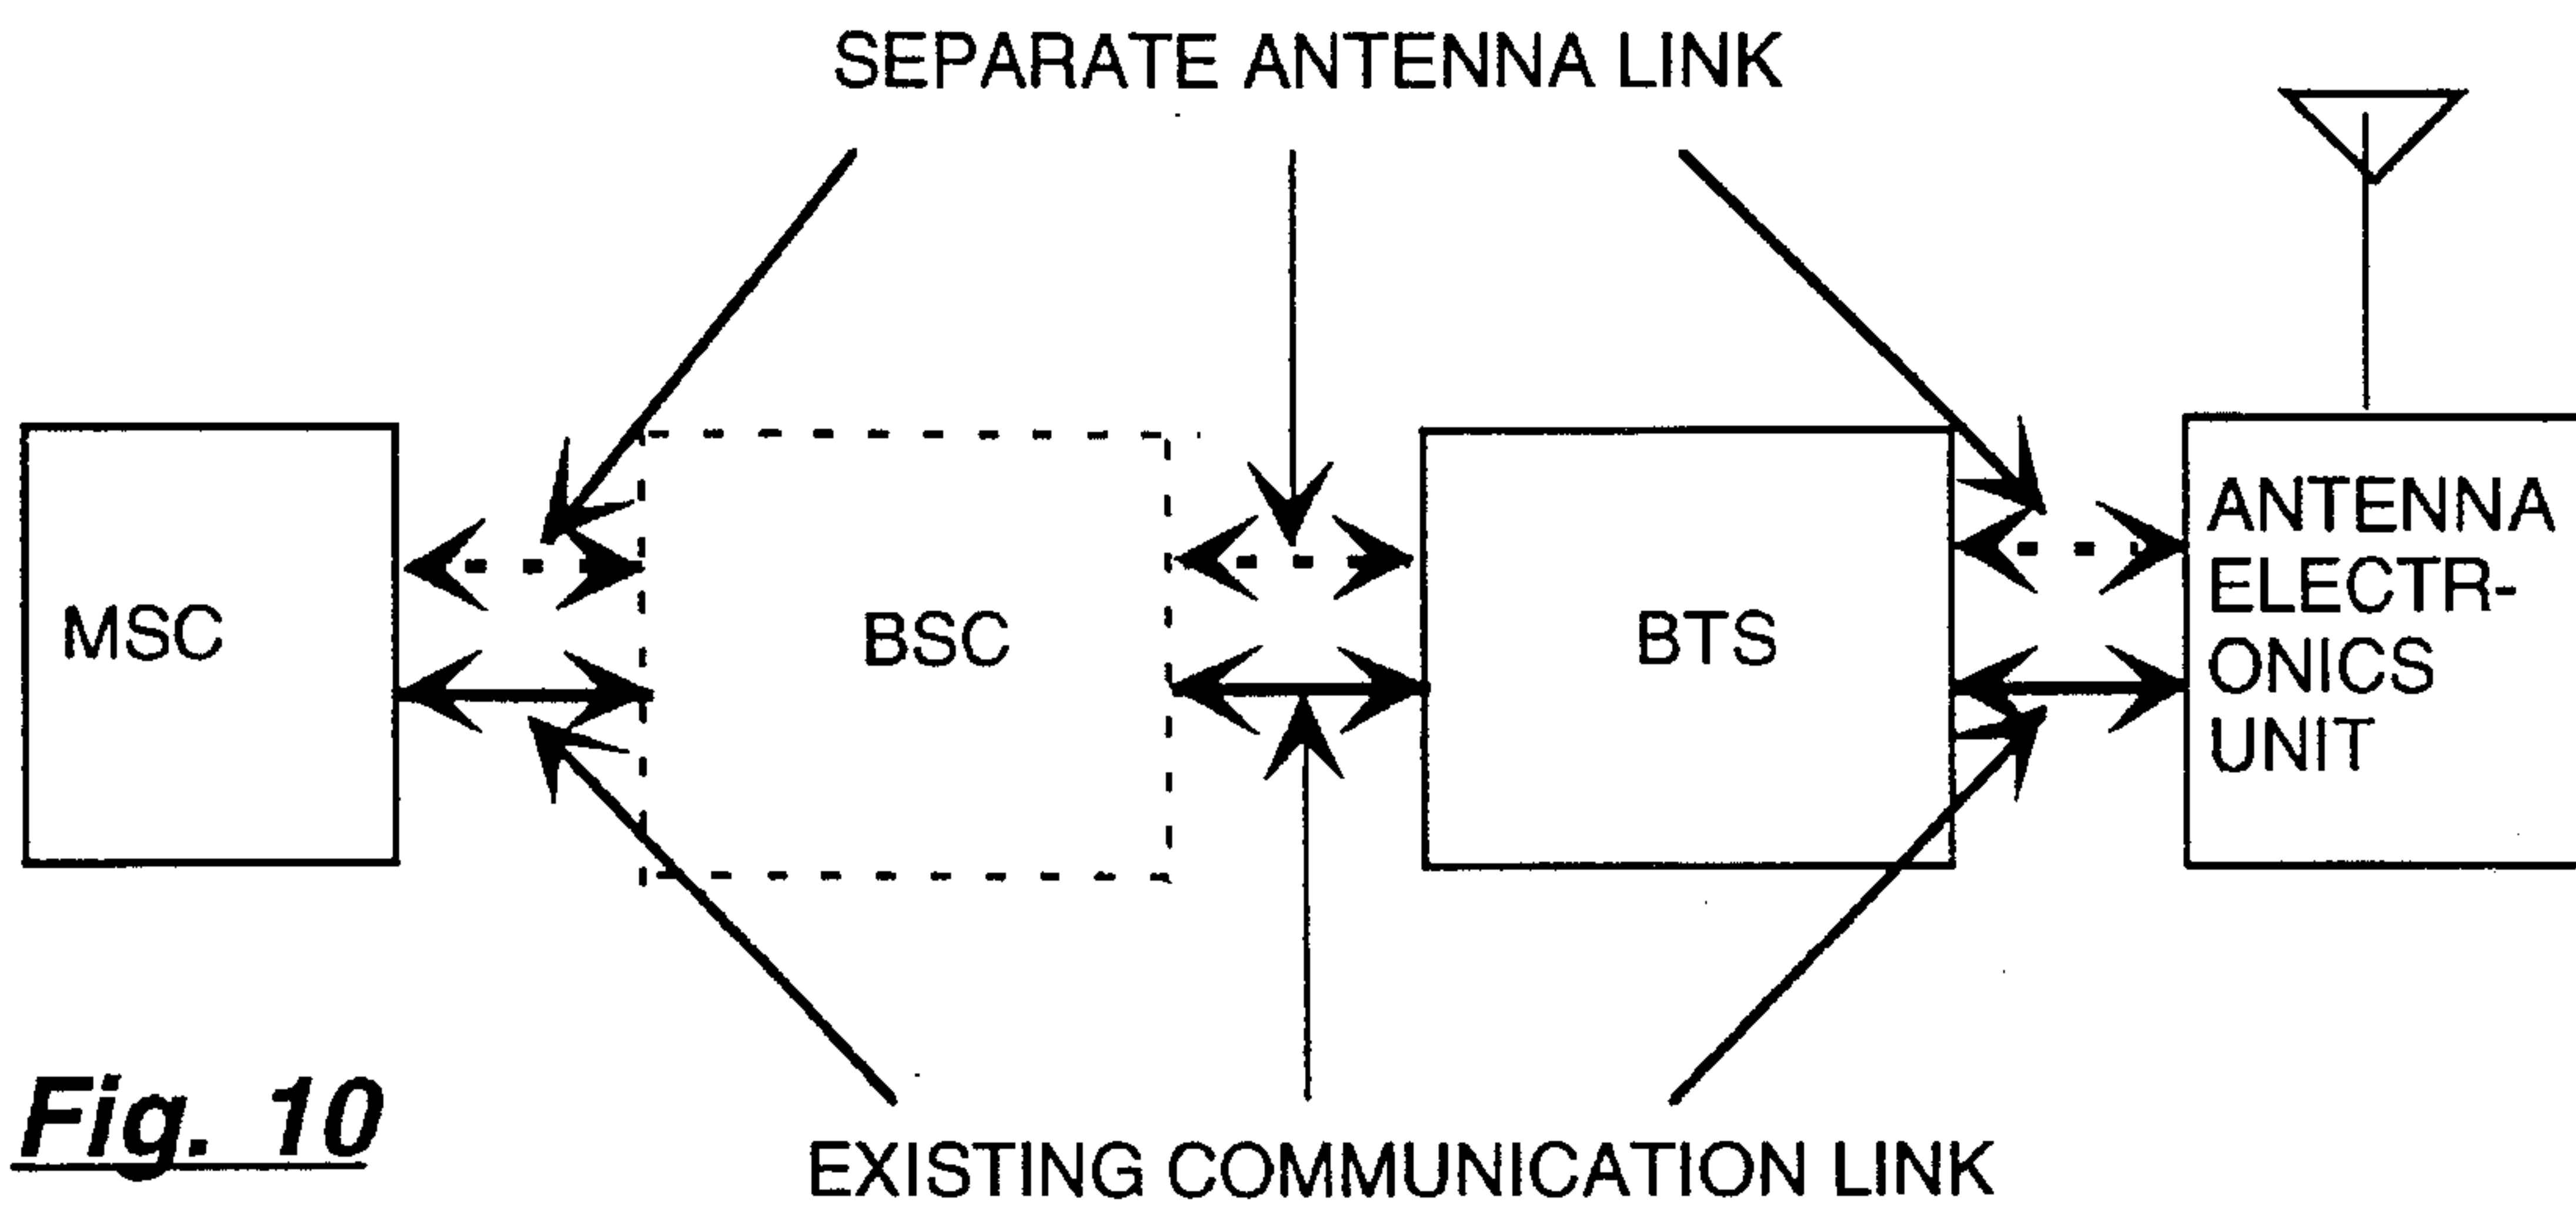 SEPARATE ANTENNA LINK
MSC
BSC
BTS
ANTENNA
ELECTR-
ONICS
UNIT
Fig. 10
EXISTING COMMUNICATION LINK